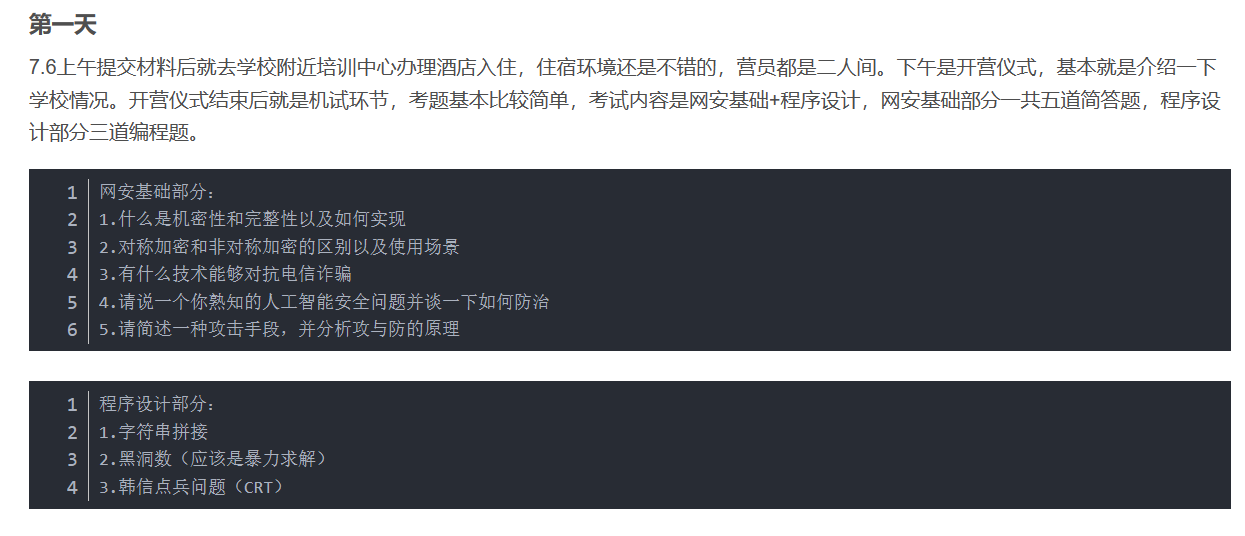 第一天
7.6上午提交材料后就去学校附近培训中心办理酒店入住，住宿环境还是不错的，营员都是二人间。下午是开营仪式，基本就是介绍一下
学校情况。开营仪式结束后就是机试环节，考题基本比较简单，考试内容是网安基础+程序设计，网安基础部分一共五道简答题，程序设
计部分三道编程题。
1 网安基础部分：
2 1.什么是机密性和完整性以及如何实现
3 2.对称加密和非对称加密的区别以及使用场景
4 3.有什么技术能够对抗电信诈骗
5 4.请说一个你熟知的人工智能安全问题并谈一下如何防治
6 5.请简述一种攻击手段，并分析攻与防的原理
1 程序设计部分：
2 1.字符串拼接
3 2.黑洞数（应该是暴力求解）
4 3.韩信点兵问题（CRT）